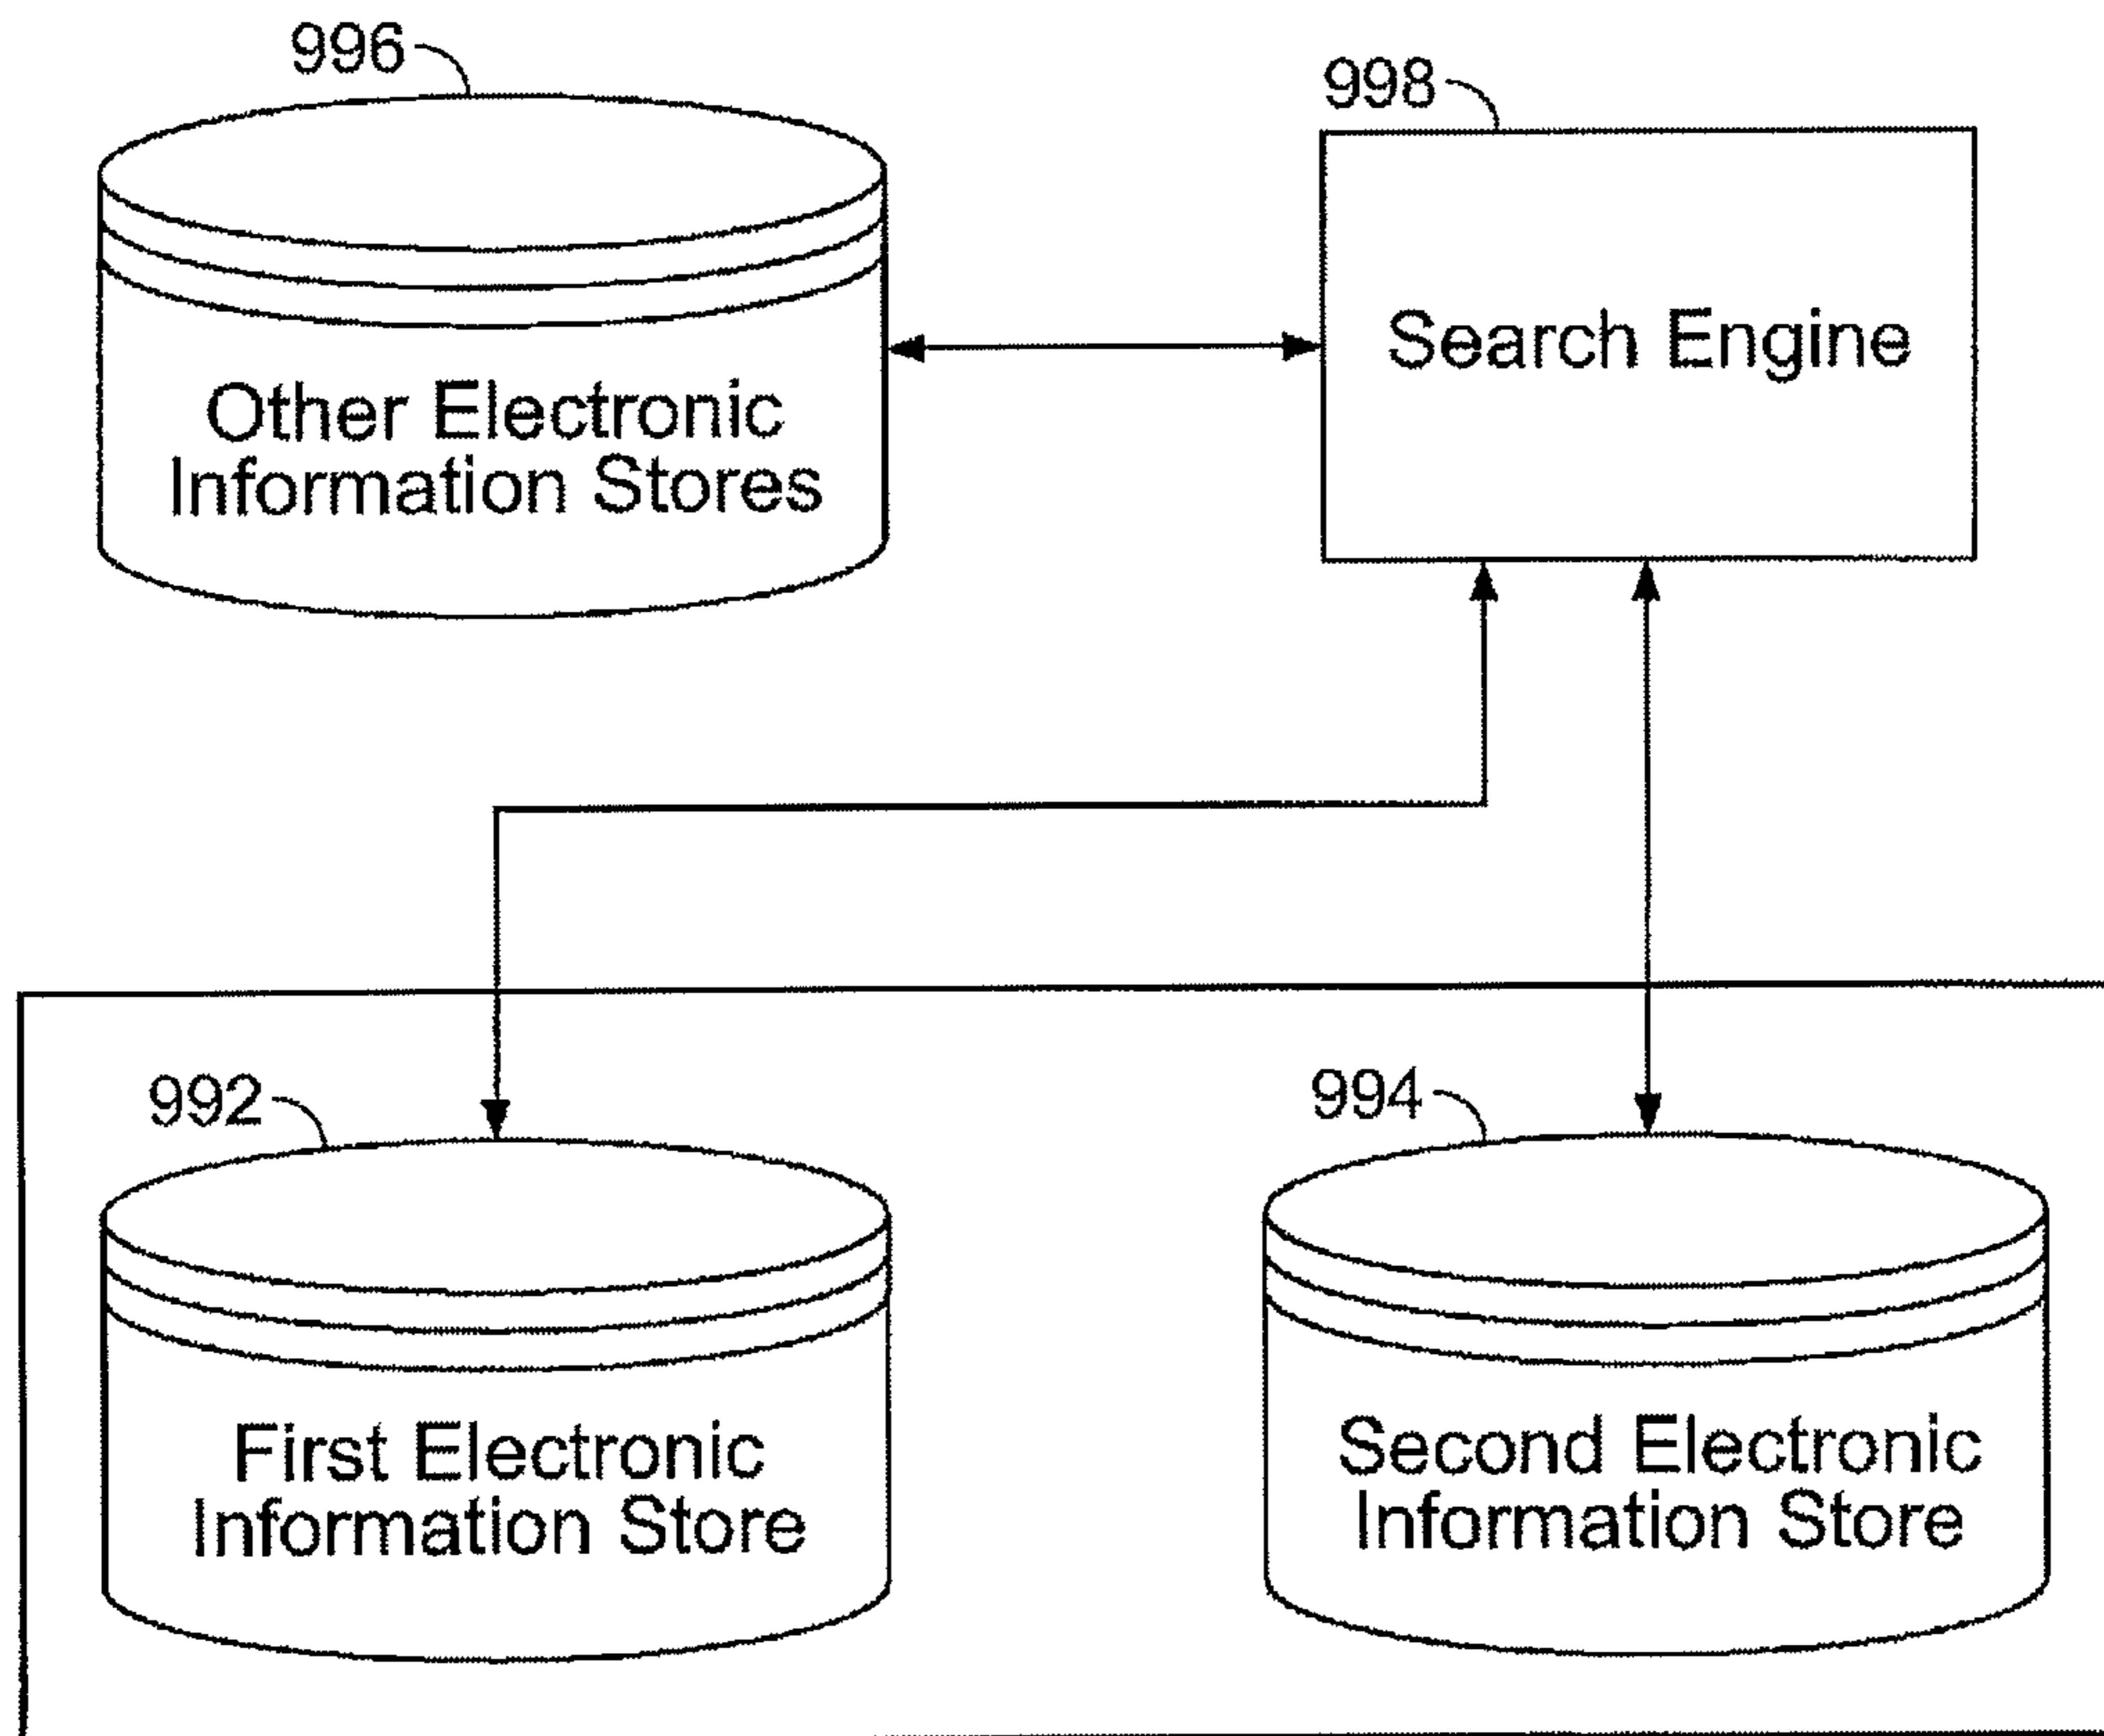 996
998
Other Electronic
Information Stores
Search Engine
992
994
First Electronic
Information Store
Second Electronic
Information Store